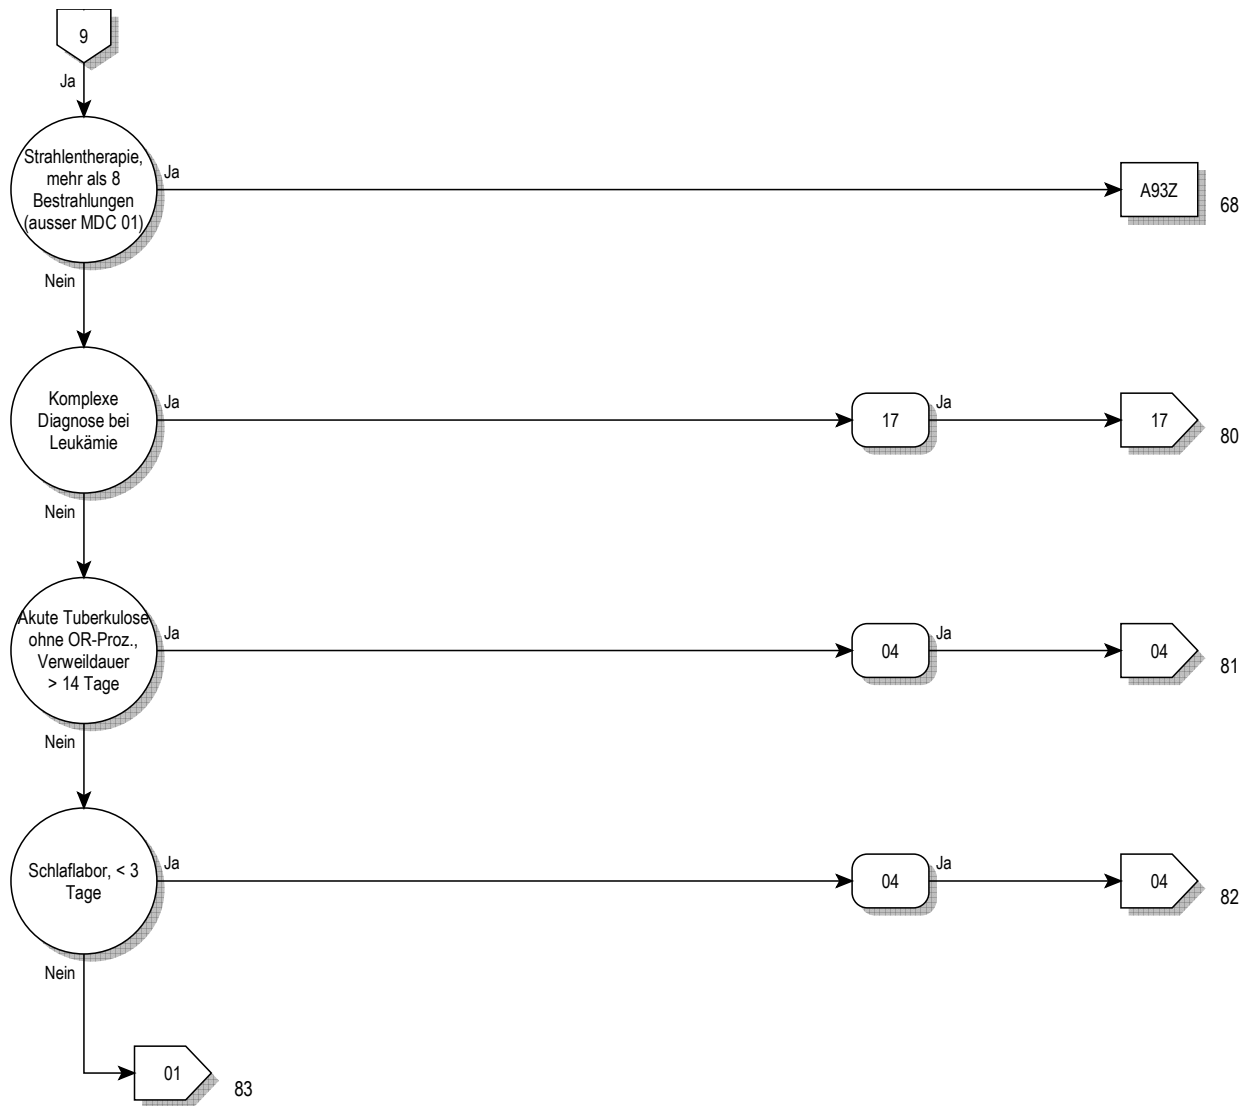 9
Ja
Strahlentherapie,
mehr als 8
Bestrahlungen
(ausser MDC 01)
Ja
A93Z
68
Nein
Komplexe
Diagnose bei
Leukämie
Ja
17
Ja
17
80
Nein
Akute Tuberkulose
ohne OR-Proz.,
Verweildauer
> 14 Tage
Ja
04
Ja
04
81
Nein
Schlaflabor, < 3
Tage
Ja
04
Ja
04
82
Nein
01
83